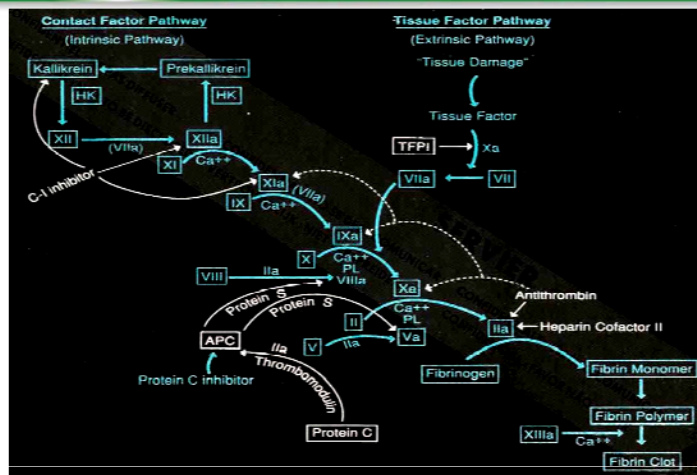 Contact Factor Pathway
(Intrinsic Pathway)
Tissue Factor Pathway
(Extrinsic Pathway)
"Tissue Damage"
Kallikrein
Prekallikrein
HK
HK
Tissue Factor
XII
(VIIa)
XIIa
TFPI
Xa
XI
Ca++
C-I inhibitor
XIa
VIIa
VII
IX
(VIIa)
Ca++
IXa
X
Ca++
PL
VIIIa
VIII
IIa
Xa
Protein S
Protein S
Ca++
PL
Antithrombin
II
IIa
Heparin Cofactor II
APC
V
IIa
Va
IIa
Thrombomodulin
Protein C inhibitor
Fibrinogen
Fibrin Monomer
Protein C
Fibrin Polymer
XIIIa
Ca++
Fibrin Clot
SERVIER